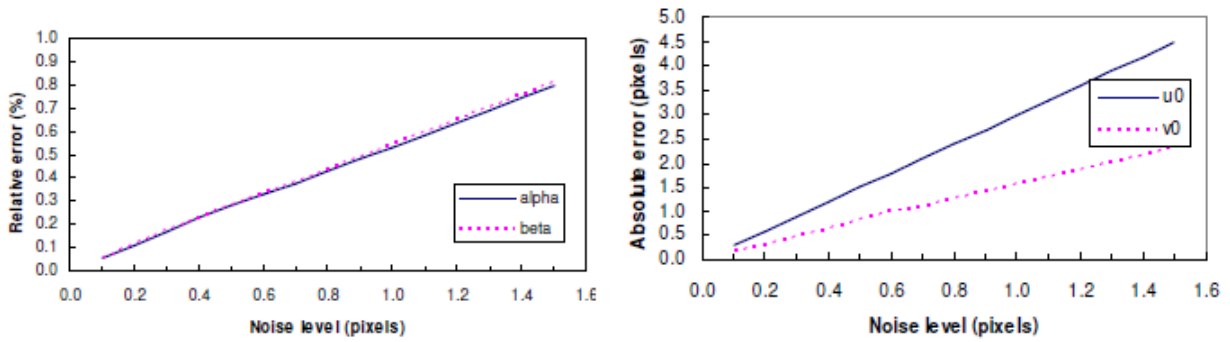 1.0
0.9
0.8
0.7
0.6
0.5
0.4
0.3
0.2
0.1
0.0
Relative error (%)
alpha
beta
0.0 0.2 0.4 0.6 0.8 1.0 1.2 1.4 1.6
Noise level (pixels)
5.0
4.5
4.0
3.5
3.0
2.5
2.0
1.5
1.0
0.5
0.0
Absolute error (pixels)
u0
v0
0.0 0.2 0.4 0.6 0.8 1.0 1.2 1.4 1.6
Noise level (pixels)